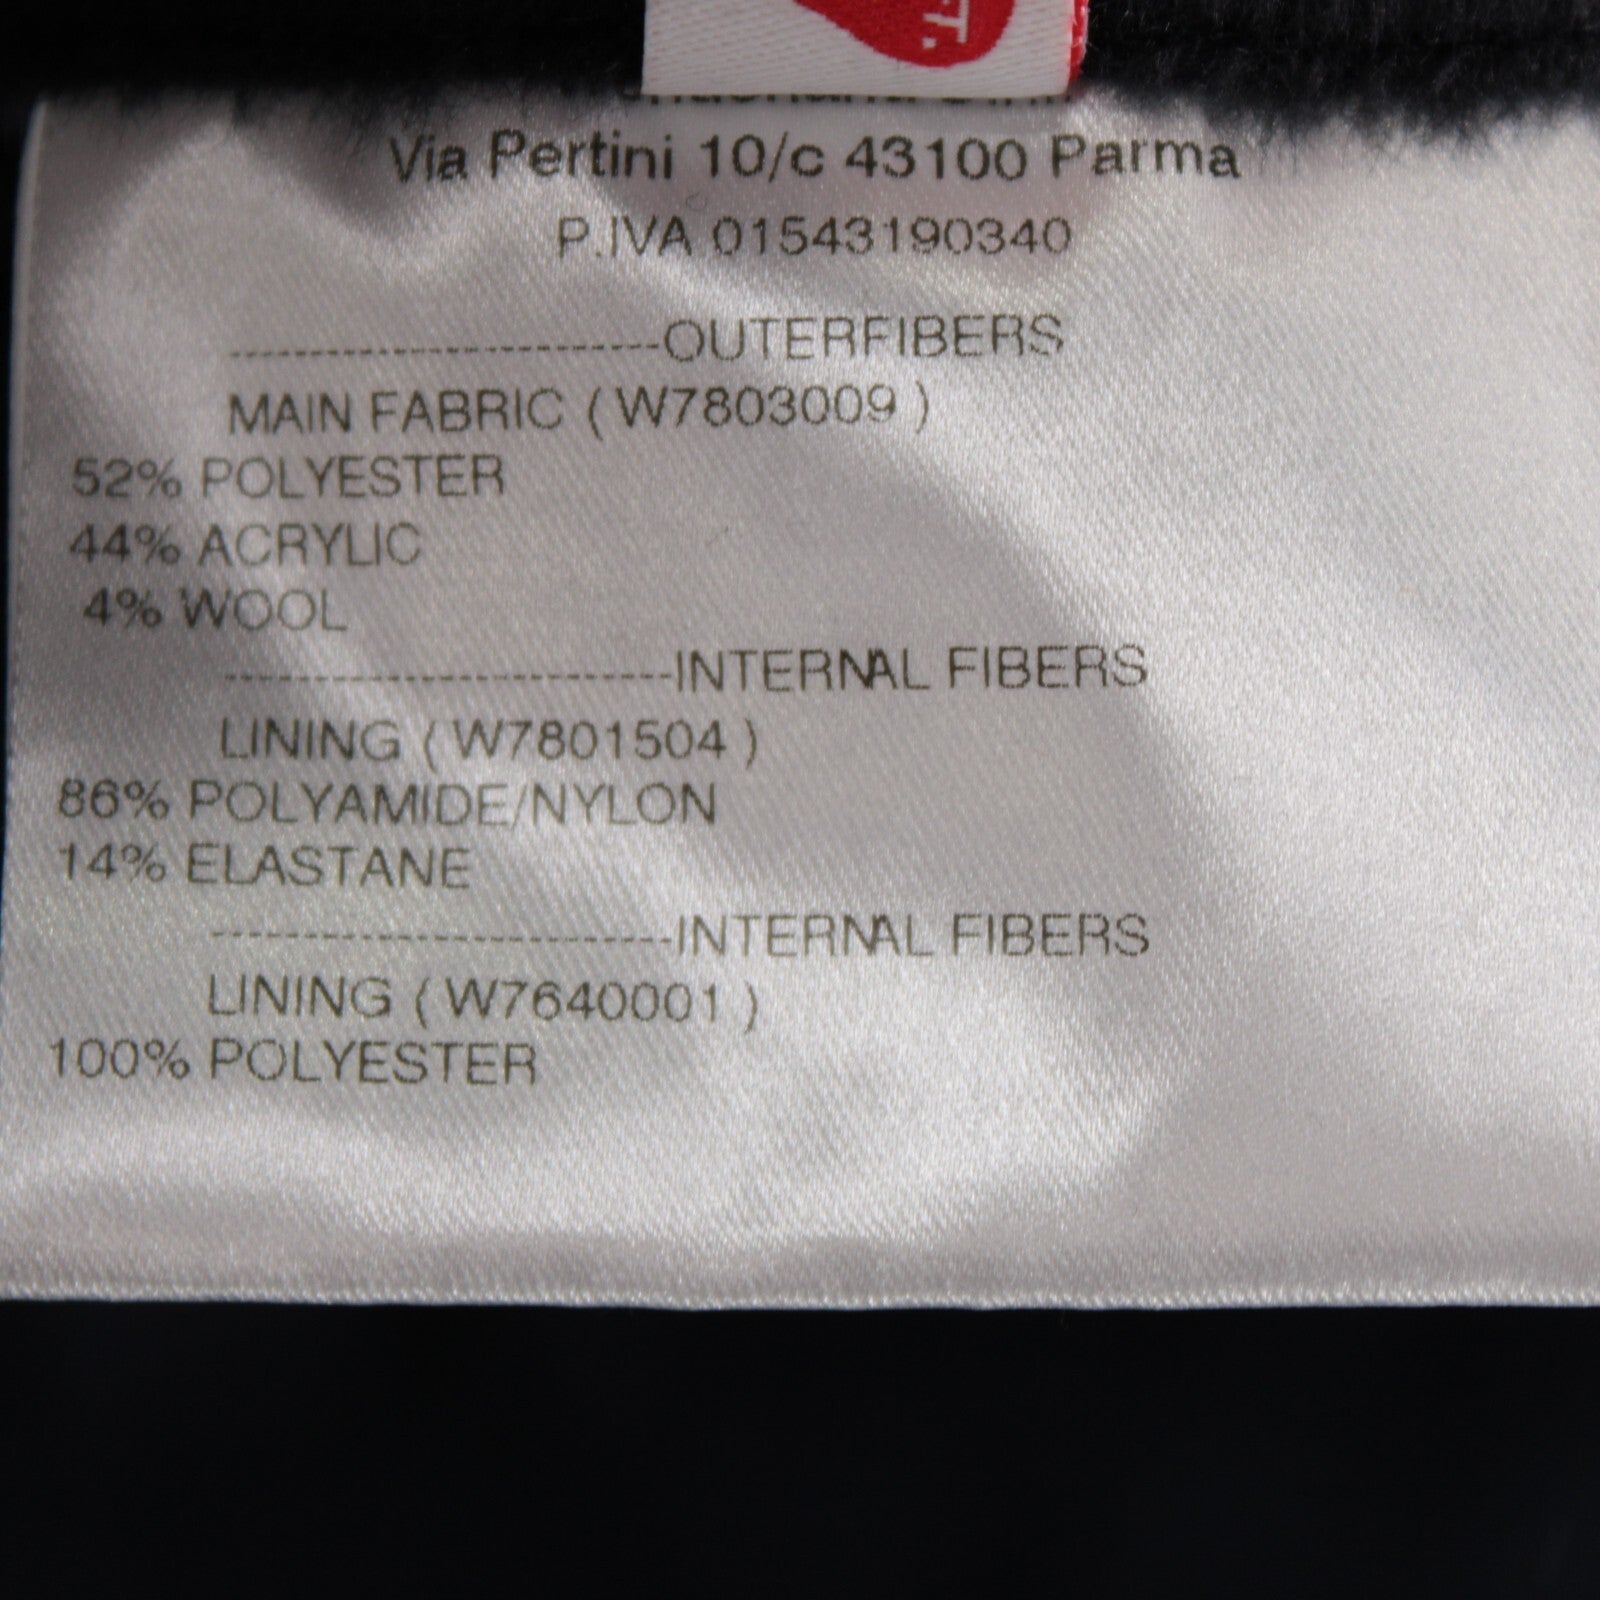 T.
Via Pertini 10/c 43100 Parma
P.IVA 01543190340
------------------------OUTERFIBERS
MAIN FABRIC ( W7803009 )
52% POLYESTER
44% ACRYLIC
4% WOOL
------------------------INTERNAL FIBERS
LINING ( W7801504 )
86% POLYAMIDE/NYLON
14% ELASTANE
------------------------INTERNAL FIBERS
LINING ( W7640001 )
100% POLYESTER